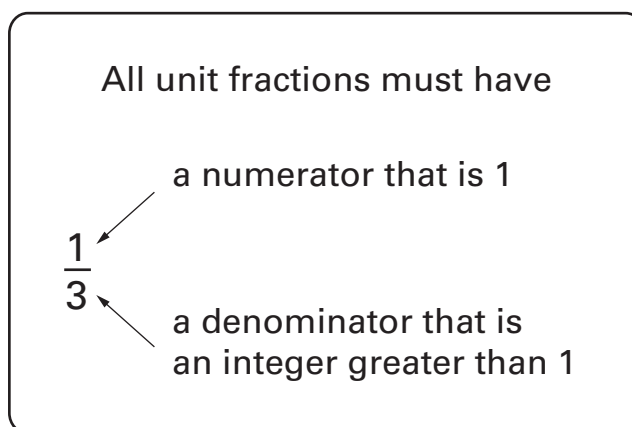 All unit fractions must have
a numerator that is 1
1
3
a denominator that is
an integer greater than 1